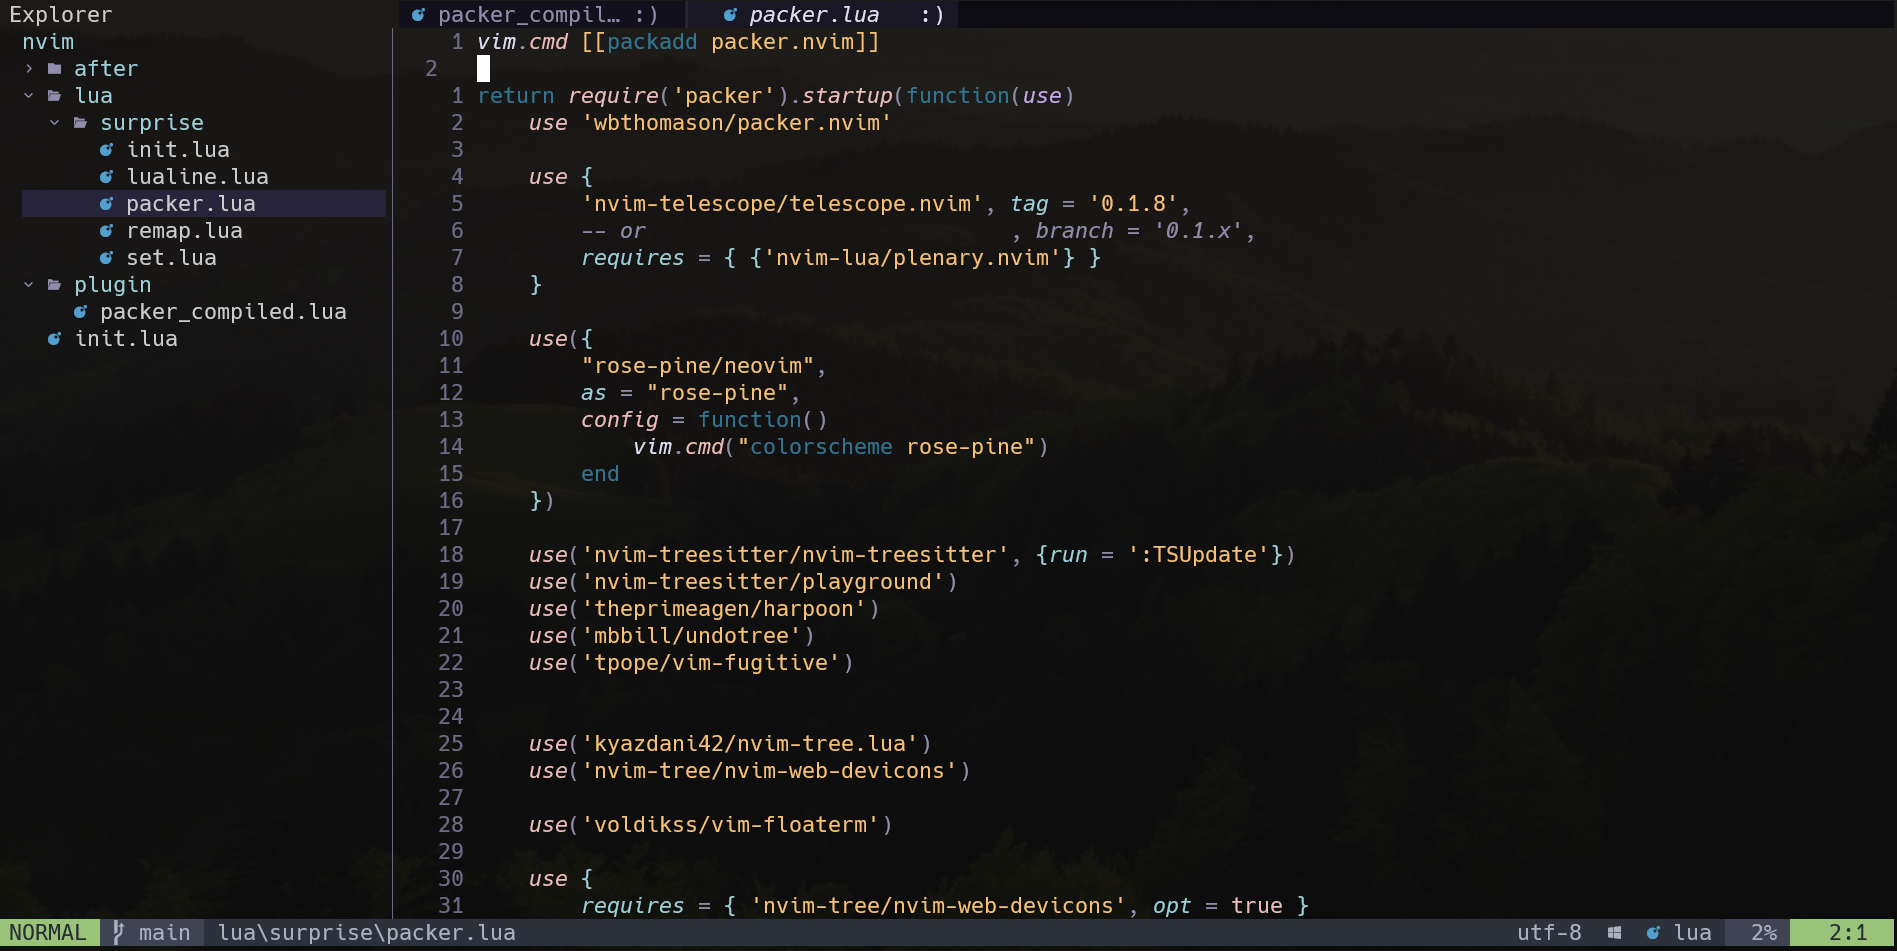 Explorer
nvim
after
lua
surprise
init.lua
lualine.lua
packer.lua
remap.lua
set.lua
plugin
packer_compiled.lua
init.lua
packer_compil… :) packer.lua :)
1 vim.cmd [[packadd packer.nvim]]
2
1 return require('packer').startup(function(use)
2     use 'wbthomason/packer.nvim'
3
4     use {
5         'nvim-telescope/telescope.nvim', tag = '0.1.8',
6         -- or                            , branch = '0.1.x',
7         requires = { {'nvim-lua/plenary.nvim'} }
8     }
9
10     use({
11         "rose-pine/neovim",
12         as = "rose-pine",
13         config = function()
14             vim.cmd("colorscheme rose-pine")
15         end
16     })
17
18     use('nvim-treesitter/nvim-treesitter', {run = ':TSUpdate'})
19     use('nvim-treesitter/playground')
20     use('theprimeagen/harpoon')
21     use('mbbill/undotree')
22     use('tpope/vim-fugitive')
23
24
25     use('kyazdani42/nvim-tree.lua')
26     use('nvim-tree/nvim-web-devicons')
27
28     use('voldikss/vim-floaterm')
29
30     use {
31         requires = { 'nvim-tree/nvim-web-devicons', opt = true }
NORMAL main lua\surprise\packer.lua utf-8 lua 2% 2:1